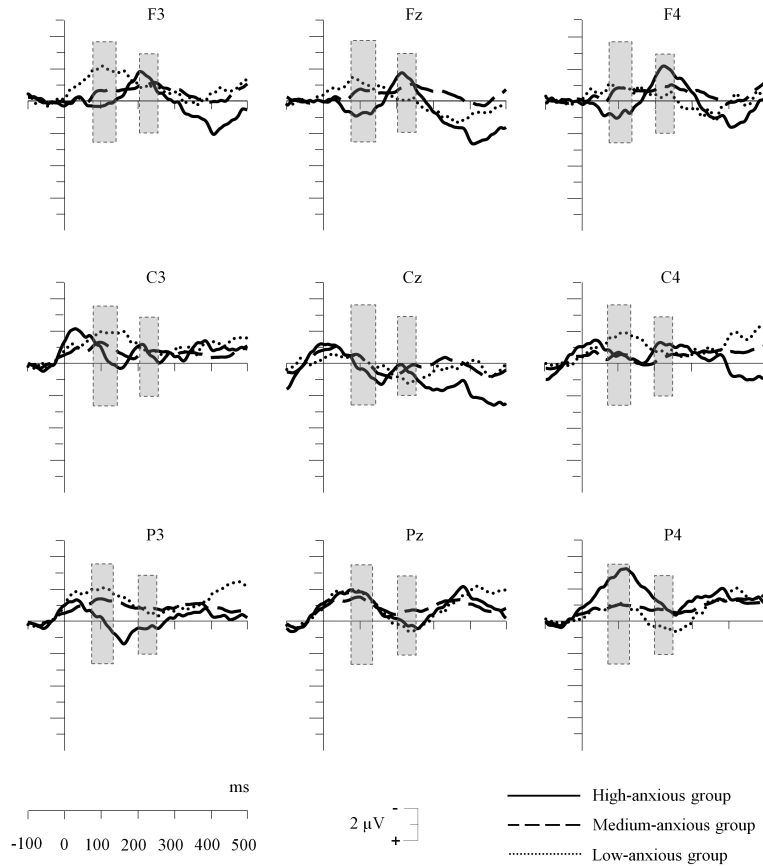 F3 Fz F4
C3 Cz C4
P3 Pz P4
ms
-100 0 100 200 300 400 500
-
2 μV
+
High-anxious group
Medium-anxious group
Low-anxious group